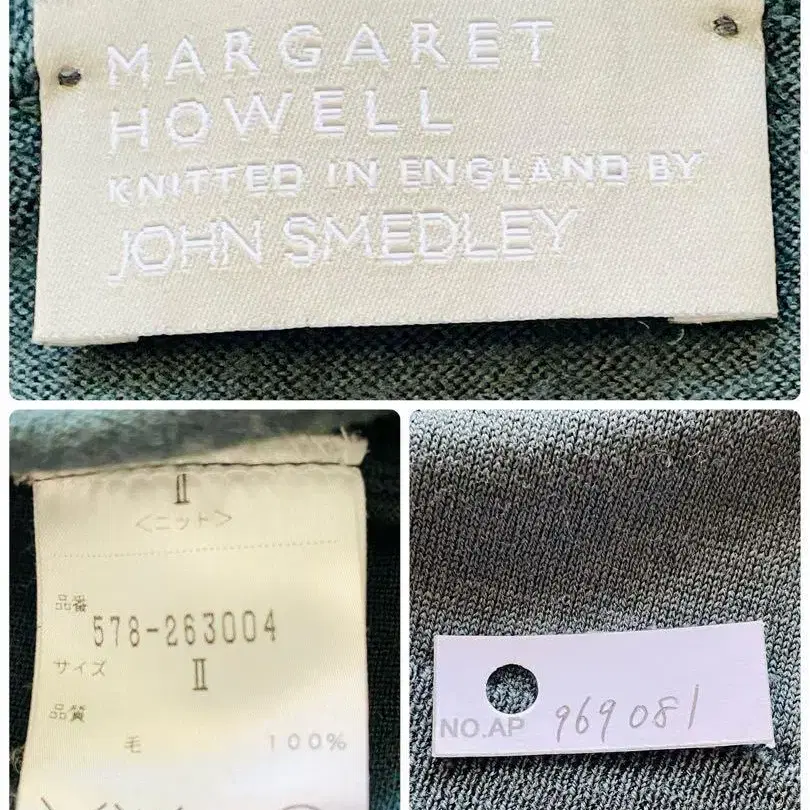 MARGARET
HOWELL
KNITTED IN ENGLAND BY
JOHN SMEDLEY
Ⅱ
<ニット>
品番
578-263004
サイズ
Ⅱ
品質
毛 100%
NO.AP 969081